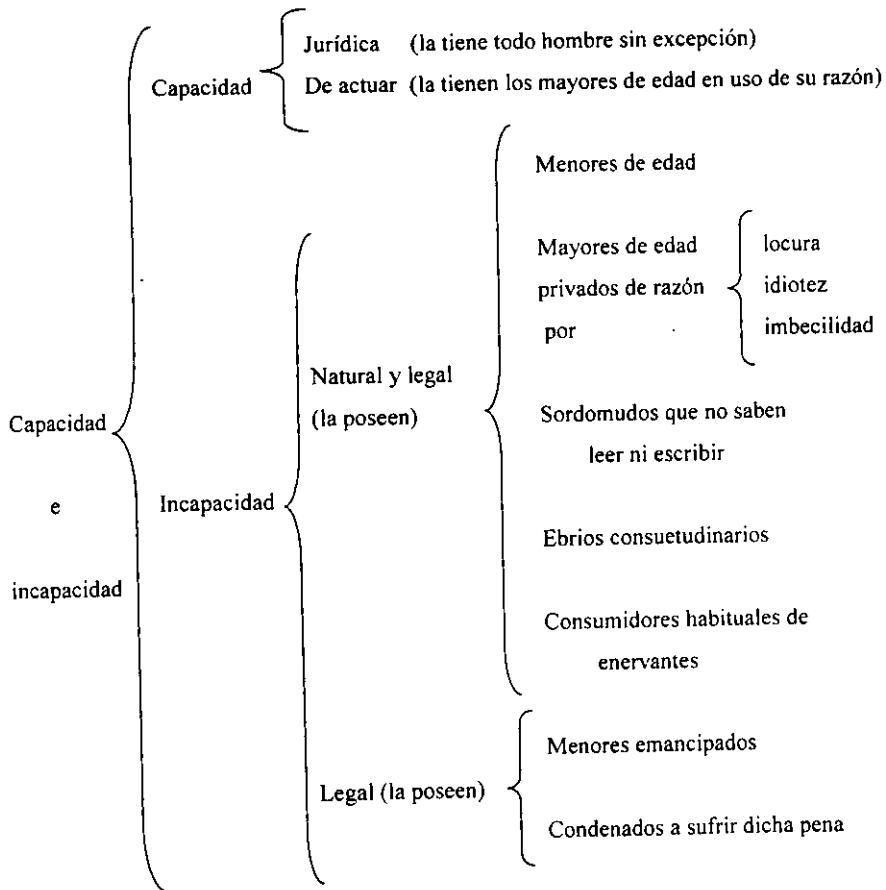 Jurídica (la tiene todo hombre sin excepción)
Capacidad
De actuar (la tienen los mayores de edad en uso de su razón)
Menores de edad
Mayores de edad
privados de razón
por
locura
idiotez
imbecilidad
Natural y legal
(la poseen)
Sordomudos que no saben
leer ni escribir
Capacidad
e
incapacidad
Incapacidad
Ebrios consuetudinarios
Consumidores habituales de
enervantes
Menores emancipados
Legal (la poseen)
Condenados a sufrir dicha pena